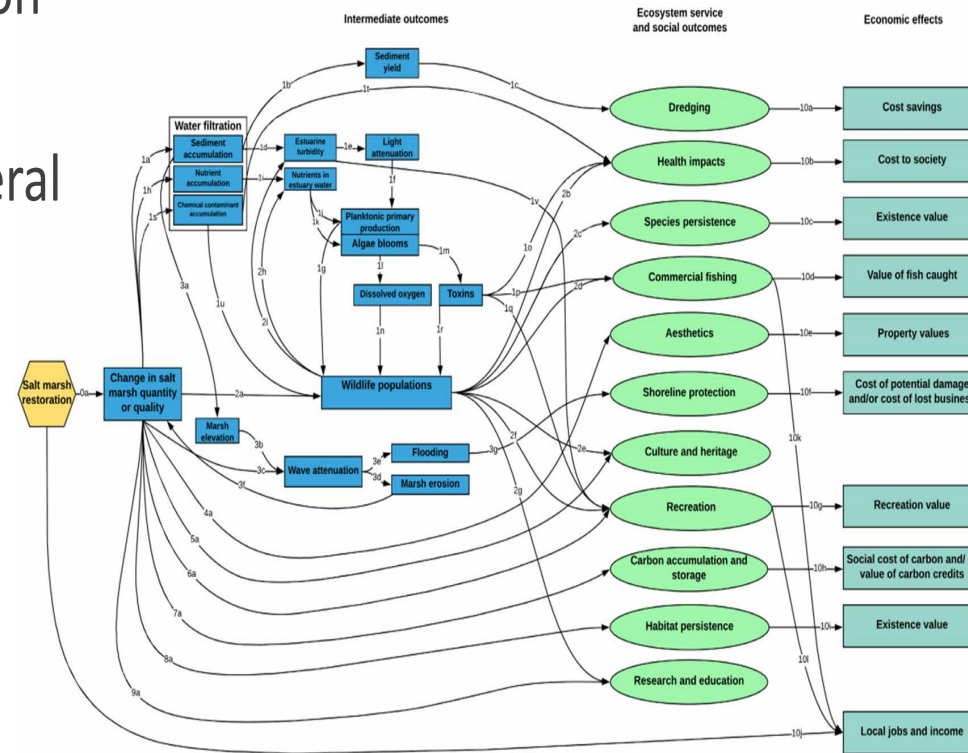 on
eral
Intermediate outcomes
Ecosystem service
and social outcomes
Economic effects
Sediment
yield
Water filtration
Sediment
accumulation
Nutrient
accumulation
Chemical contaminant
accumulation
Estuarine
turbidity
Light
attenuation
Nutrients in
estuary water
Planktonic primary
production
Algae blooms
Dissolved oxygen
Toxins
Salt marsh
restoration
Change in salt
marsh quantity
or quality
Wildlife populations
Marsh
elevation
Wave attenuation
Flooding
Marsh erosion
Dredging
Health impacts
Species persistence
Commercial fishing
Aesthetics
Shoreline protection
Culture and heritage
Recreation
Carbon accumulation and
storage
Habitat persistence
Research and education
Cost savings
Cost to society
Existence value
Value of fish caught
Property values
Cost of potential damage
and/or cost of lost busines
Recreation value
Social cost of carbon and/
value of carbon credits
Existence value
Local jobs and income
0a
1a
1h
1s
1b
1t
1c
1d
1e
1i
1f
1j
1k
1g
1l
1m
1n
1r
1o
1p
1q
1v
1u
2a
2b
2c
2d
2e
2f
2g
2h
2i
3a
3b
3c
3d
3e
3f
3g
4a
5a
6a
7a
8a
9a
10a
10b
10c
10d
10e
10f
10g
10h
10i
10j
10k
10l